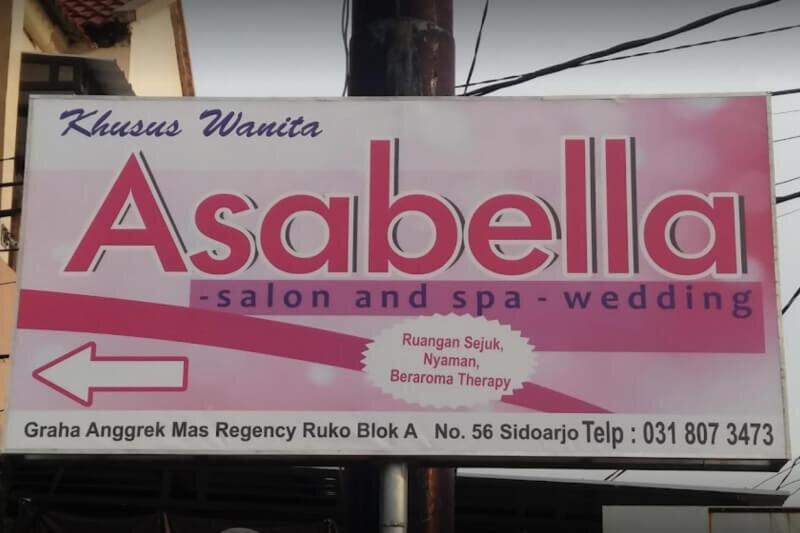 Khusus Wanita
Asabella
-salon and spa - wedding
Ruangan Sejuk,
Nyaman,
Beraroma Therapy
Graha Anggrek Mas Regency Ruko Blok A No. 56 Sidoarjo Telp : 031 807 3473